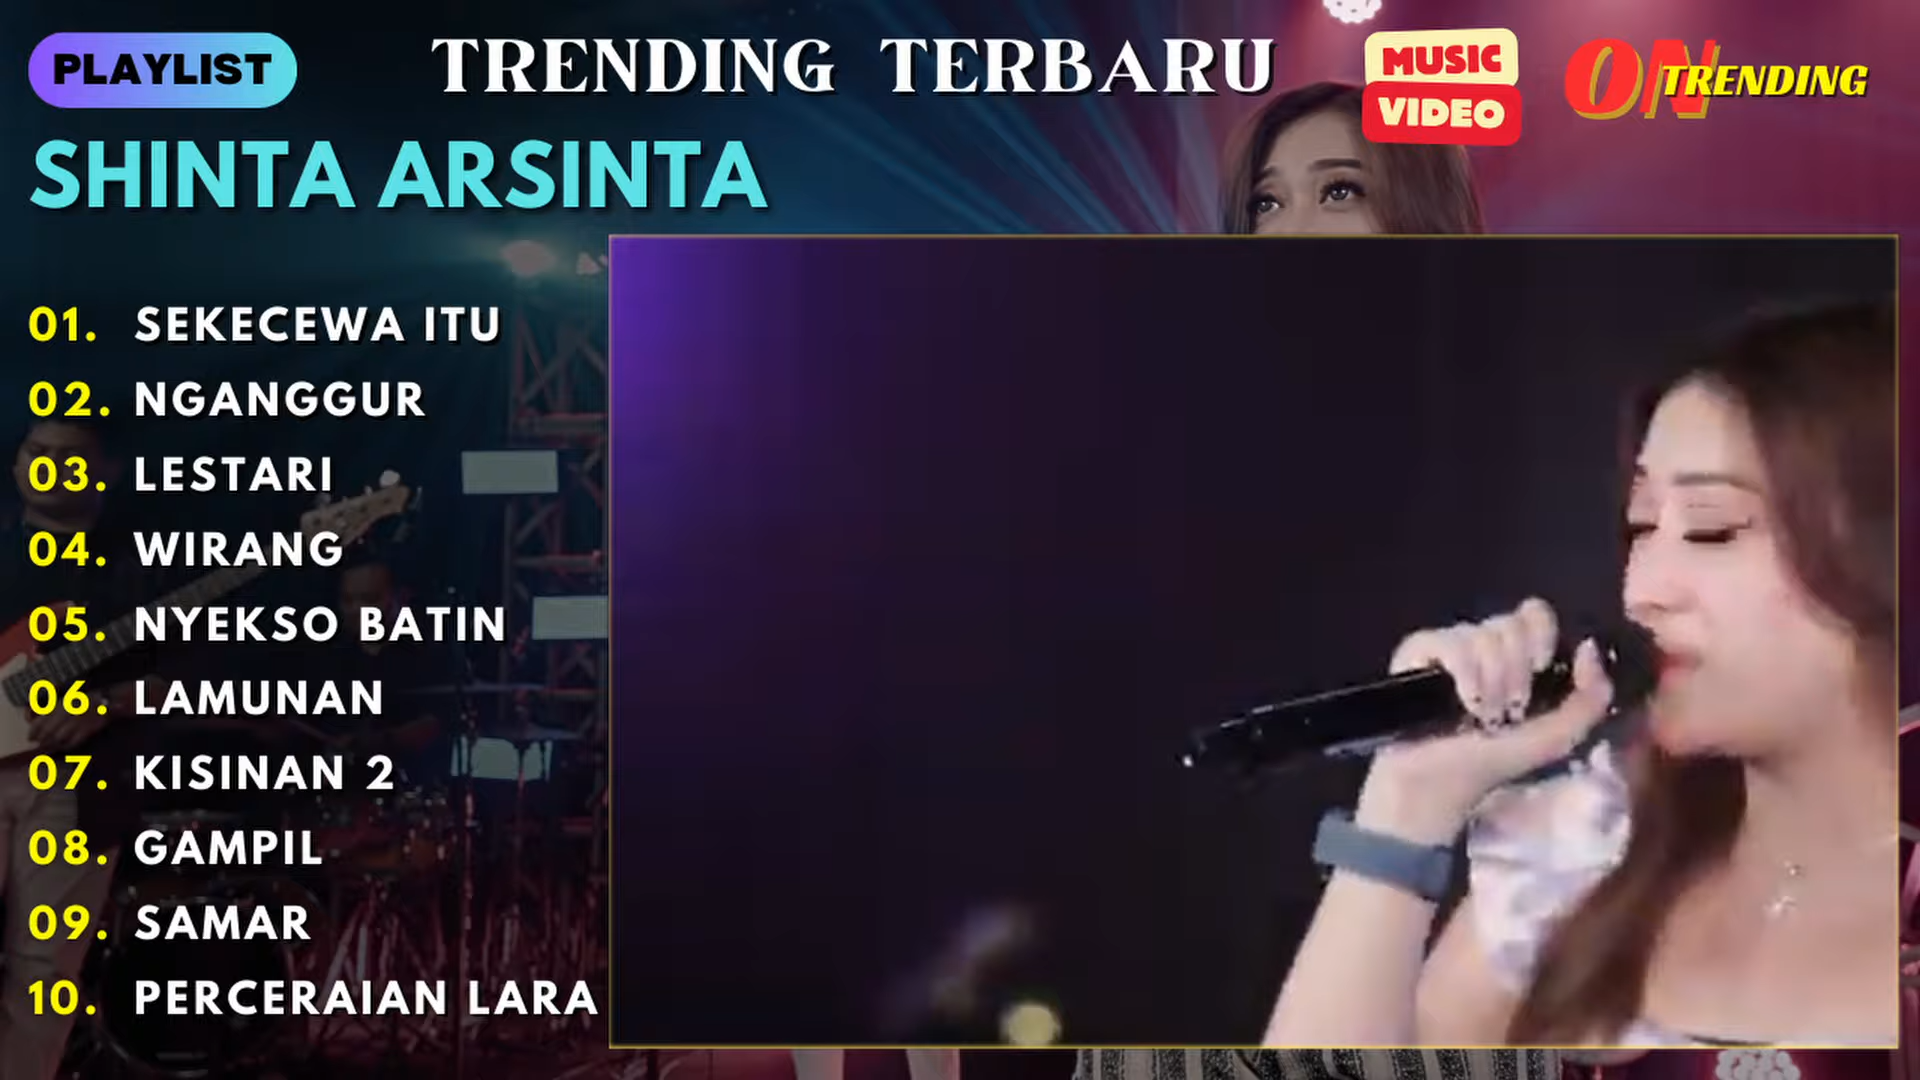 PLAYLIST
TRENDING TERBARU
MUSIC
VIDEO
ON TRENDING
SHINTA ARSINTA
01. SEKECEWA ITU
02. NGANGGUR
03. LESTARI
04. WIRANG
05. NYEKSO BATIN
06. LAMUNAN
07. KISINAN 2
08. GAMPIL
09. SAMAR
10. PERCERAIAN LARA